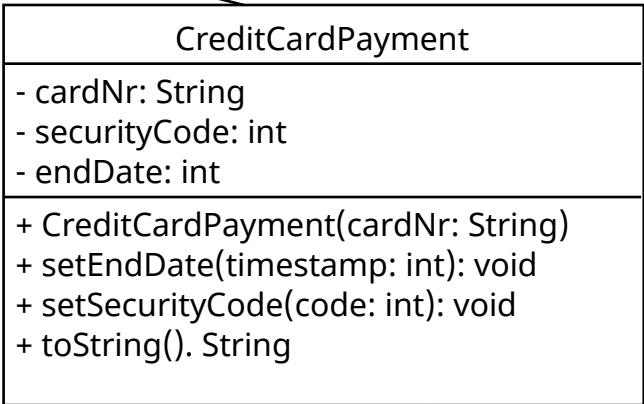 CreditCardPayment
- cardNr: String
- securityCode: int
- endDate: int
+ CreditCardPayment(cardNr: String)
+ setEndDate(timestamp: int): void
+ setSecurityCode(code: int): void
+ toString(). String